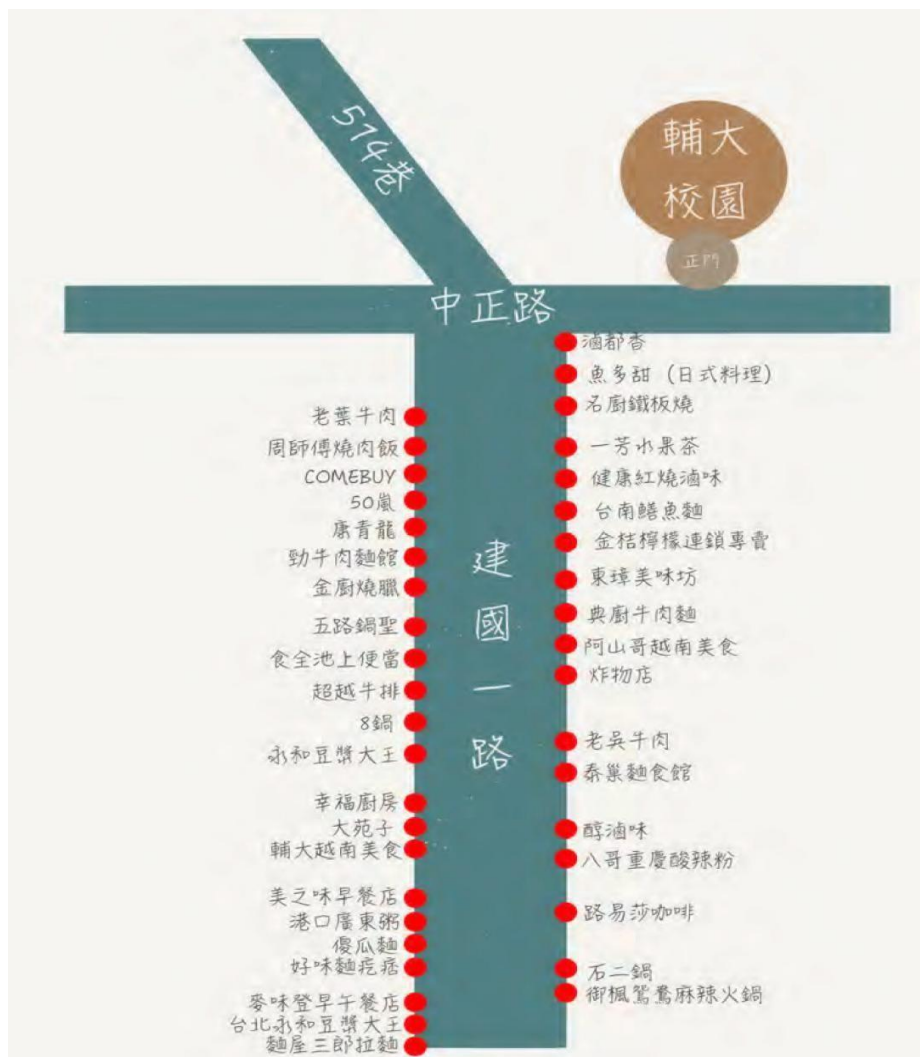 514巷
輔大
校園
正門
中正路
建國一路
老葉牛肉
周師傅燒肉飯
COMEBUY
50嵐
康青龍
勁牛肉麵館
金廚燒臘
五路鍋聖
食全池上便當
超越牛排
8鍋
永和豆漿大王
幸福廚房
大苑子
輔大越南美食
美之味早餐店
港口廣東粥
傻瓜麵
好味麵疙瘩
麥味登早午餐店
台北永和豆漿大王
麵屋三郎拉麵
滷都香
魚多甜（日式料理）
名廚鐵板燒
一芳水果茶
健康紅燒滷味
台南鱔魚麵
金桔檸檬連鎖專賣
東璋美味坊
典廚牛肉麵
阿山哥越南美食
炸物店
老吳牛肉
泰巢麵食館
醇滷味
八哥重慶酸辣粉
路易莎咖啡
石二鍋
御楓鴛鴦麻辣火鍋